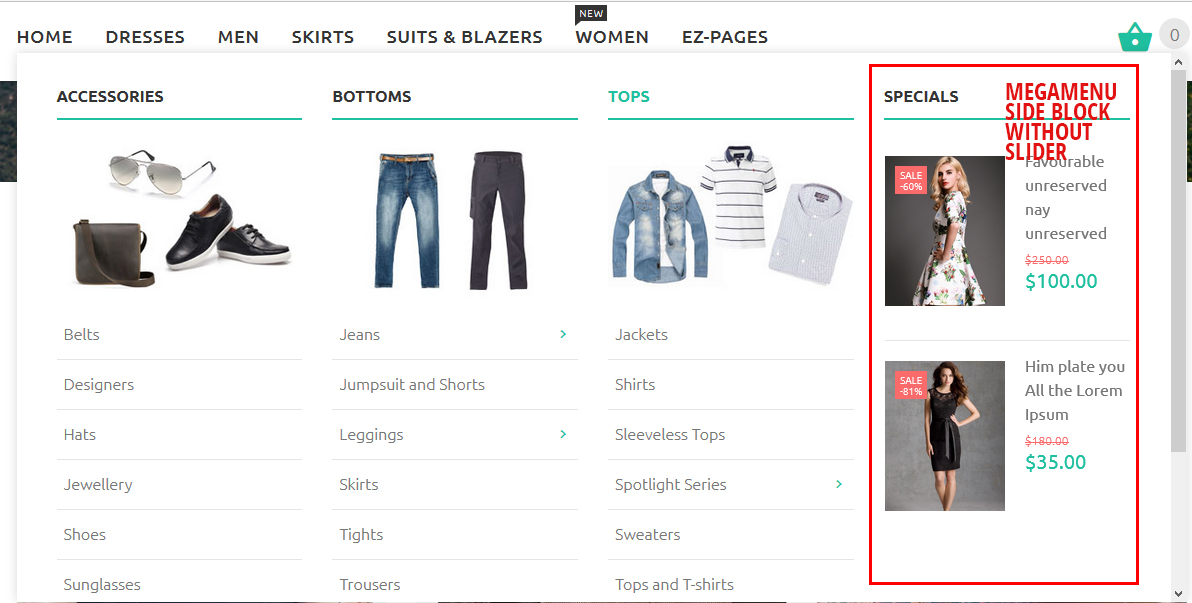 NEW
HOME DRESSES MEN SKIRTS SUITS & BLAZERS WOMEN EZ-PAGES 0
ACCESSORIES
Belts
Designers
Hats
Jewellery
Shoes
Sunglasses
BOTTOMS
Jeans
Jumpsuit and Shorts
Leggings
Skirts
Tights
Trousers
TOPS
Jackets
Shirts
Sleeveless Tops
Spotlight Series
Sweaters
Tops and T-shirts
SPECIALS
MEGAMENU
SIDE BLOCK
WITHOUT
SLIDER
SALE
-60%
Favourable
unreserved
nay
unreserved
$250.00
$100.00
SALE
-81%
Him plate you
All the Lorem
Ipsum
$180.00
$35.00